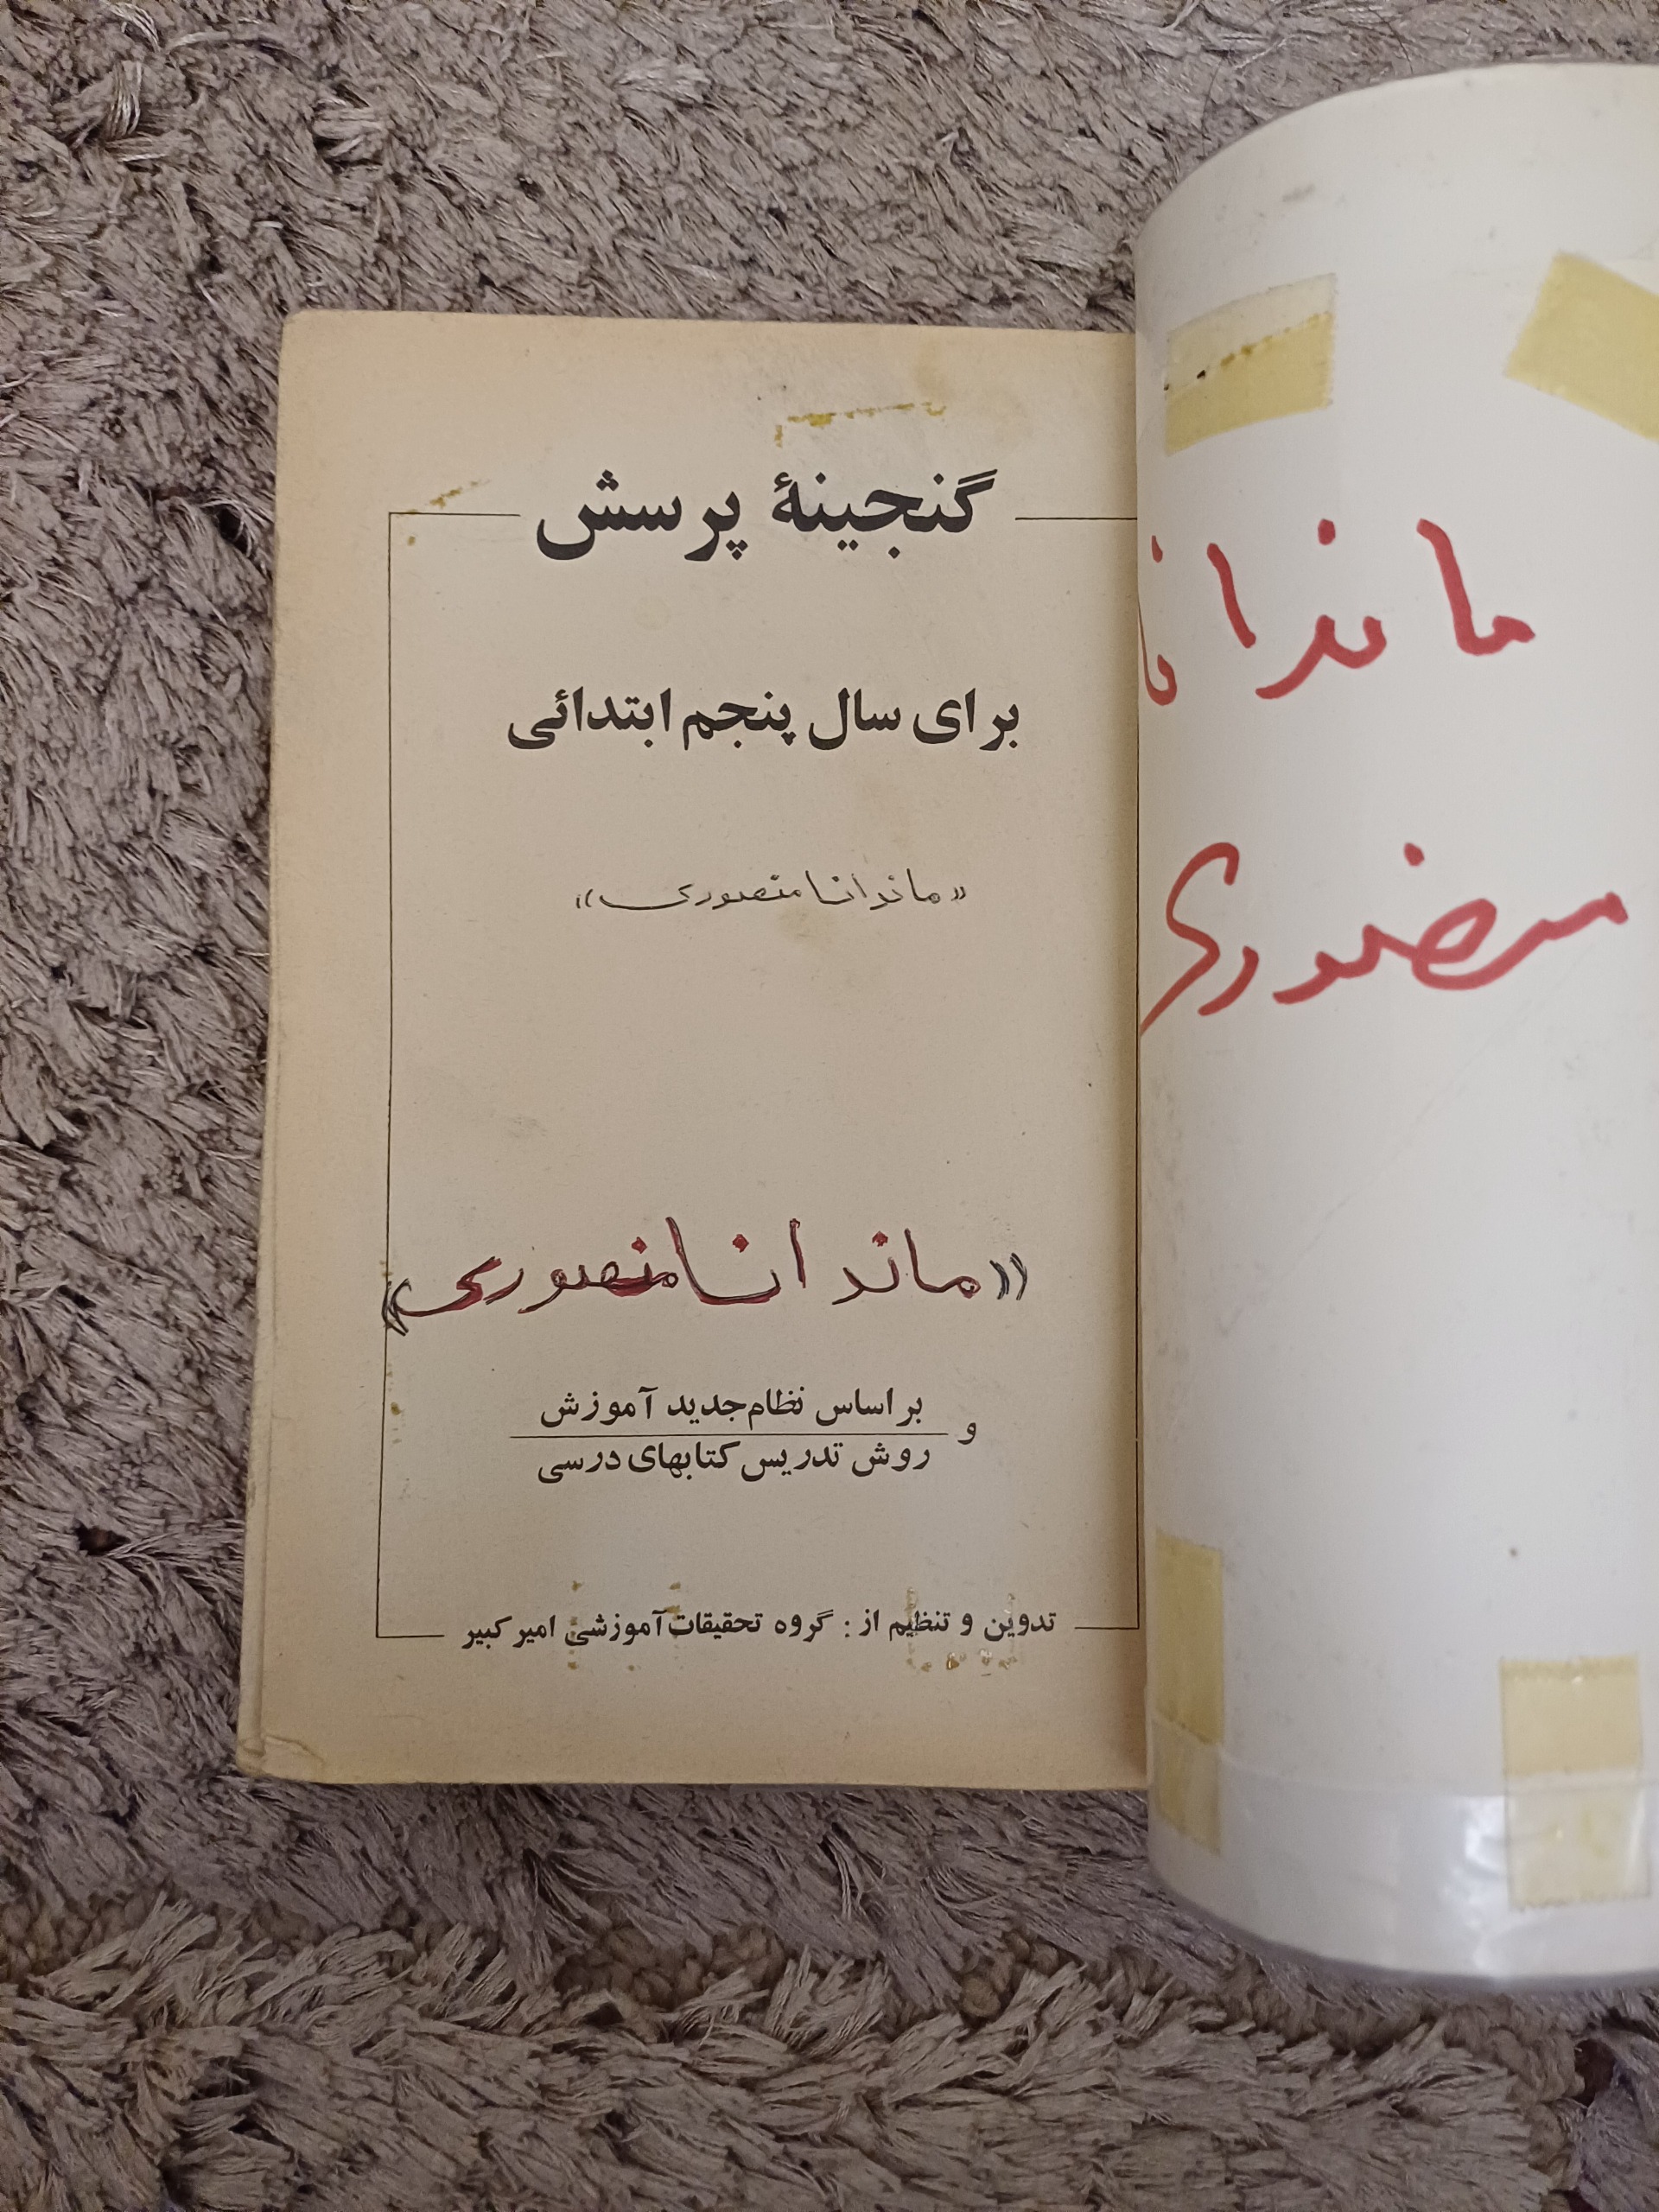 گنجینهٔ پرسش
برای سال پنجم ابتدائی
«ماندانا منصوری»
«ماندانا منصوری»
و
براساس نظام جدید آموزش
روش تدریس کتابهای درسی
تدوین و تنظیم از: گروه تحقیقات آموزشی امیرکبیر
ماندانا
منصوری